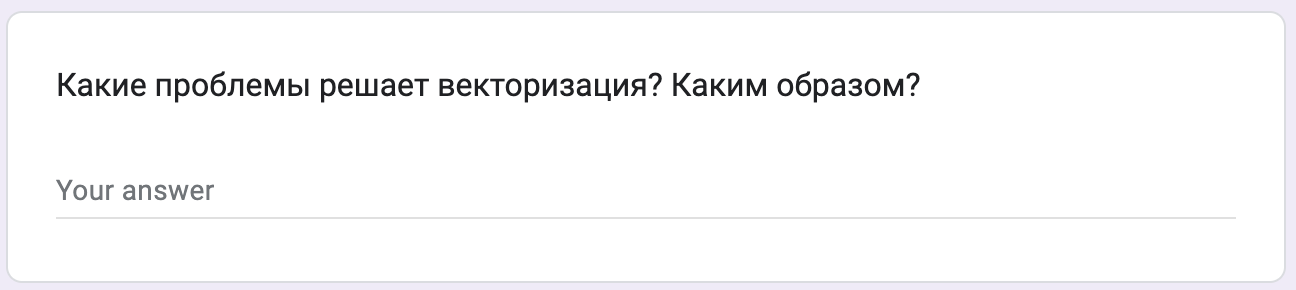 Какие проблемы решает векторизация? Каким образом?
Your answer